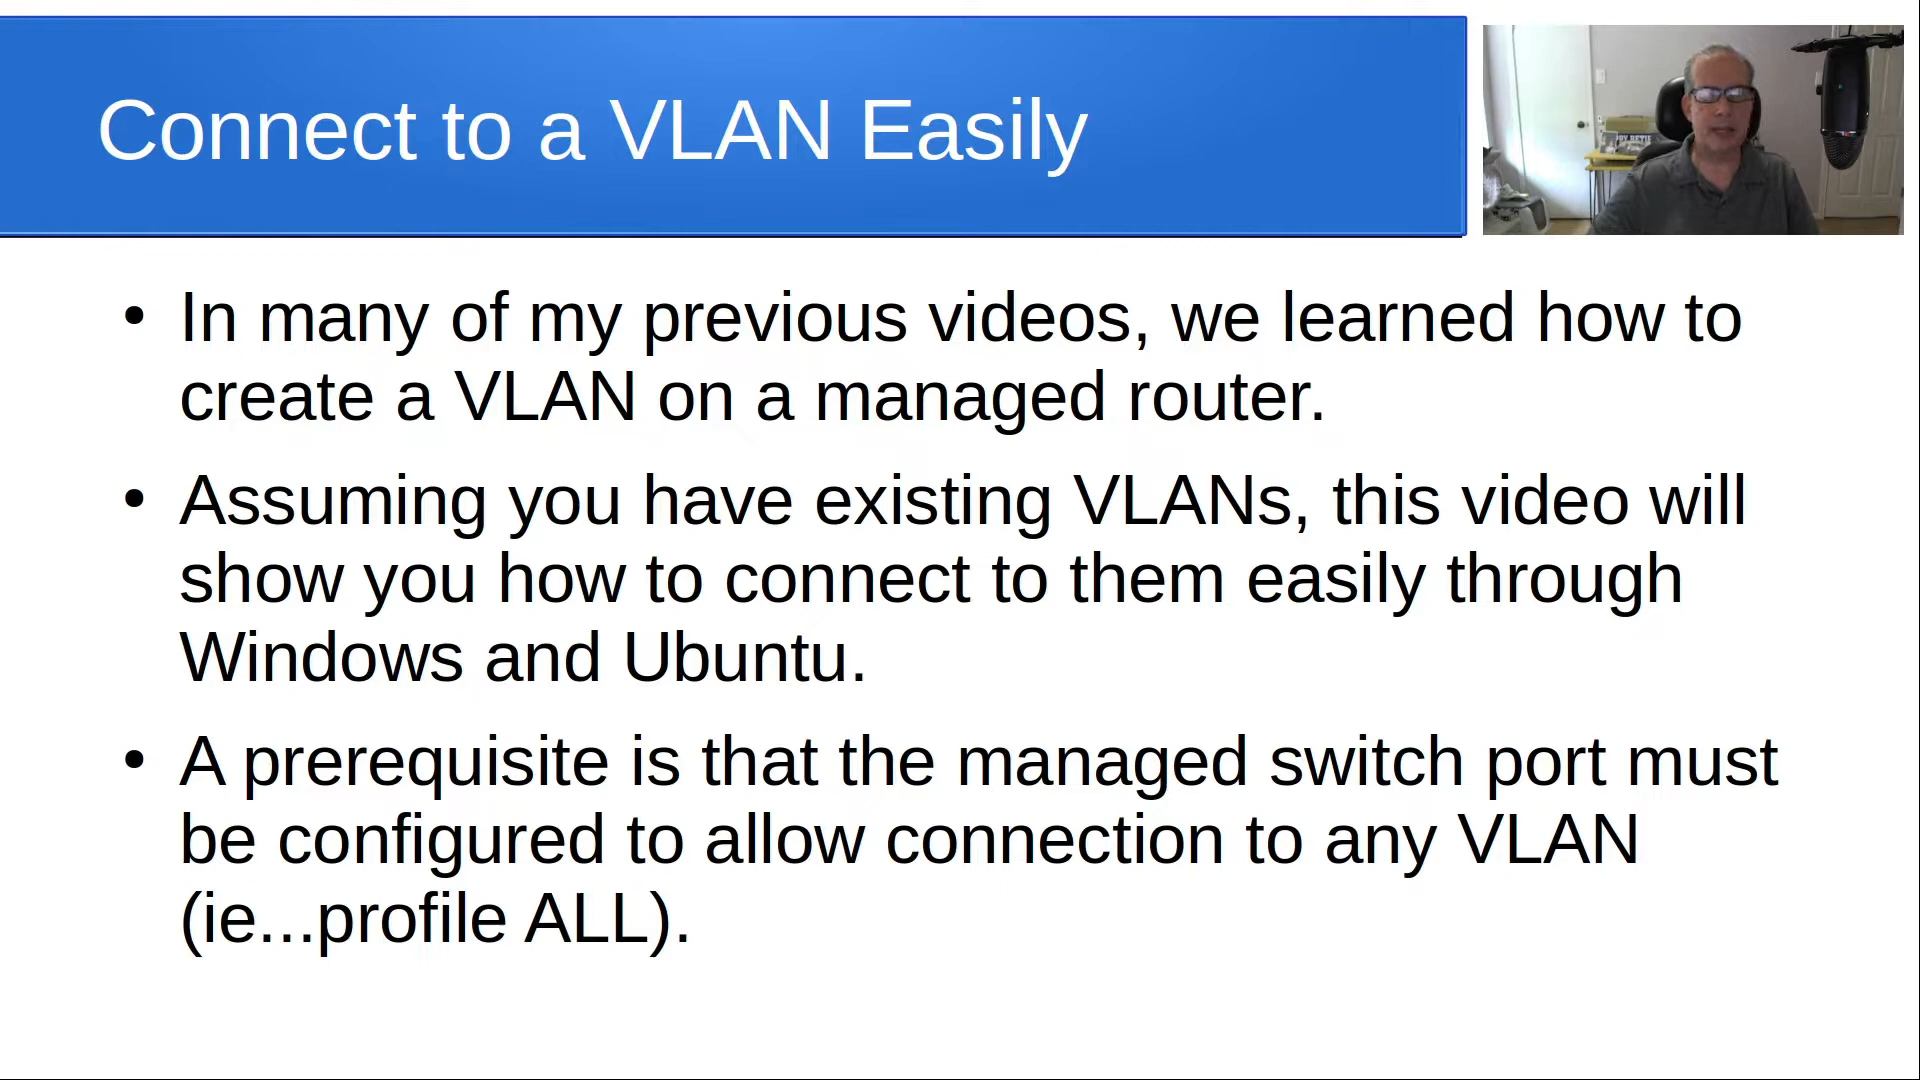 Connect to a VLAN Easily
• In many of my previous videos, we learned how to
create a VLAN on a managed router.
• Assuming you have existing VLANs, this video will
show you how to connect to them easily through
Windows and Ubuntu.
• A prerequisite is that the managed switch port must
be configured to allow connection to any VLAN
(ie...profile ALL).